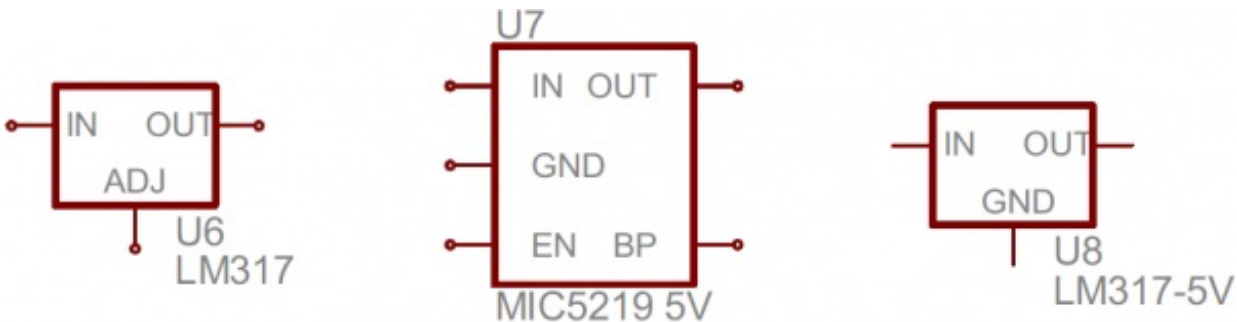 IN OUT
ADJ
U6
LM317
U7
IN OUT
GND
EN BP
MIC5219 5V
IN OUT
GND
U8
LM317-5V